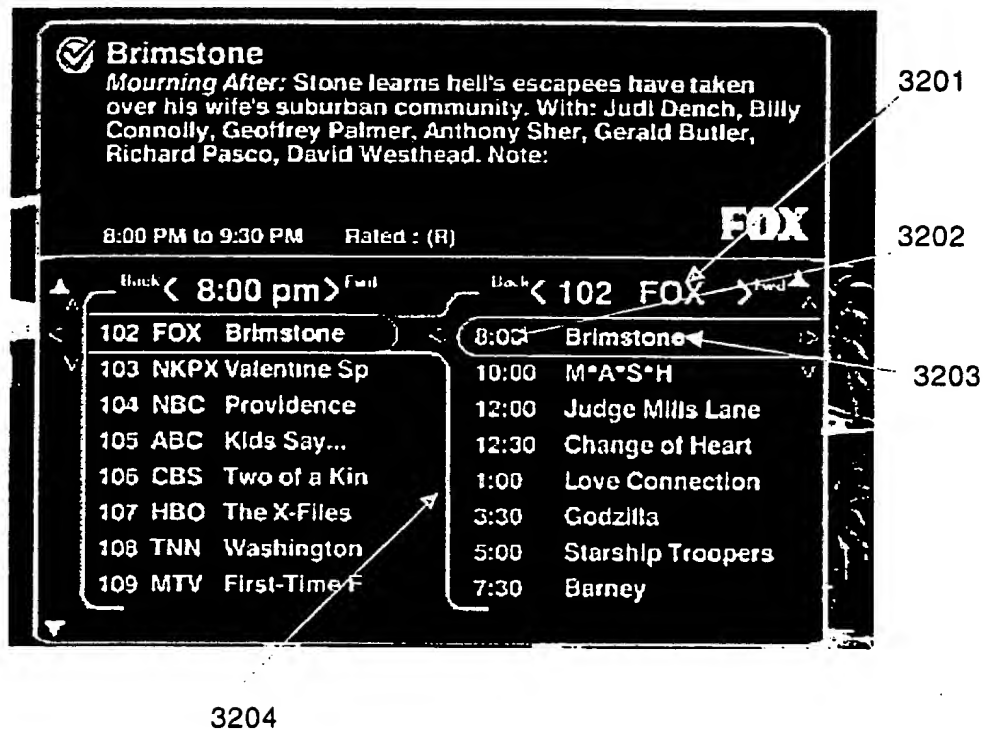 Brimstone
Mourning After: Stone learns hell's escapees have taken
over his wife's suburban community. With: Judi Dench, Billy
Connolly, Geoffrey Palmer, Anthony Sher, Gerald Butler,
Richard Pasco, David Westhead. Note:
8:00 PM to 9:30 PM Rated : (R)
FOX
Back < 8:00 pm > Fwd
102 FOX Brimstone
103 NKPX Valentine Sp
104 NBC Providence
105 ABC Kids Say...
106 CBS Two of a Kin
107 HBO The X-Files
108 TNN Washington
109 MTV First-Time F
Back < 102 FOX > Fwd
8:00 Brimstone
10:00 M*A*S*H
12:00 Judge Mills Lane
12:30 Change of Heart
1:00 Love Connection
3:30 Godzilla
5:00 Starship Troopers
7:30 Barney
3201
3202
3203
3204